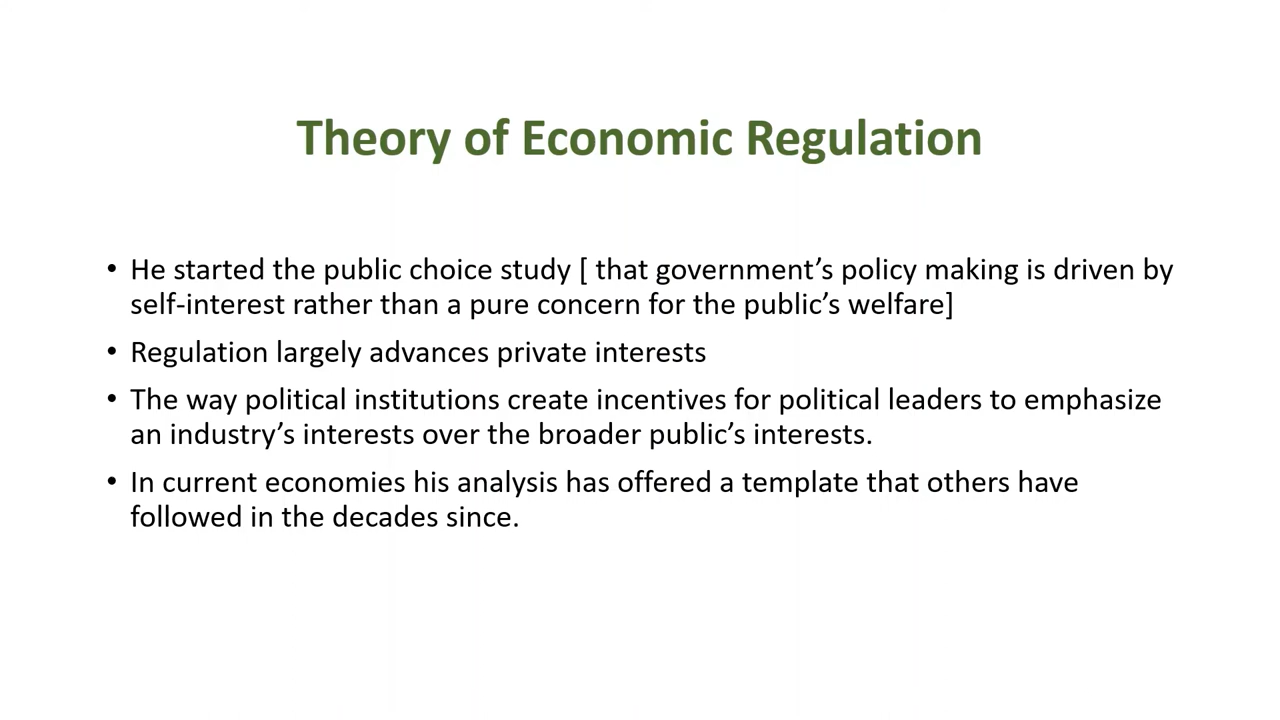 Theory of Economic Regulation
• He started the public choice study [ that government’s policy making is driven by
self-interest rather than a pure concern for the public’s welfare]
• Regulation largely advances private interests
• The way political institutions create incentives for political leaders to emphasize
an industry’s interests over the broader public’s interests.
• In current economies his analysis has offered a template that others have
followed in the decades since.